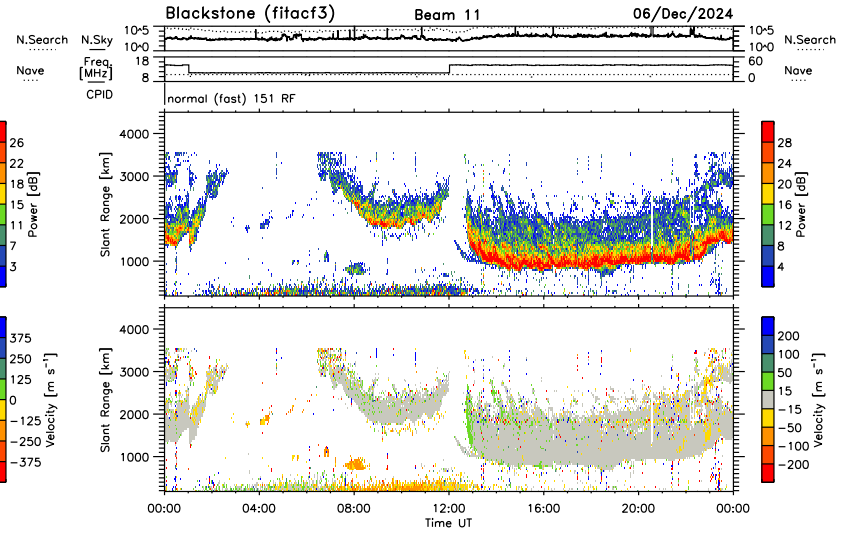 Blackstone (fitacf3) Beam 11 06/Dec/2024
N.Search N.Sky 10^5 10^0 10^5 10^0 N.Search
Nave Freq. [MHz] 18 8 60 0 Nave
CPID normal (fast) 151 RF
Slant Range [km] 4000 3000 2000 1000
Power [dB] 26 22 18 15 11 7 3
Power [dB] 28 24 20 16 12 8 4
Slant Range [km] 4000 3000 2000 1000
Velocity [m s⁻¹] 375 250 125 0 −125 −250 −375
Velocity [m s⁻¹] 200 100 50 15 −15 −50 −100 −200
00:00 04:00 08:00 12:00 16:00 20:00 00:00
Time UT